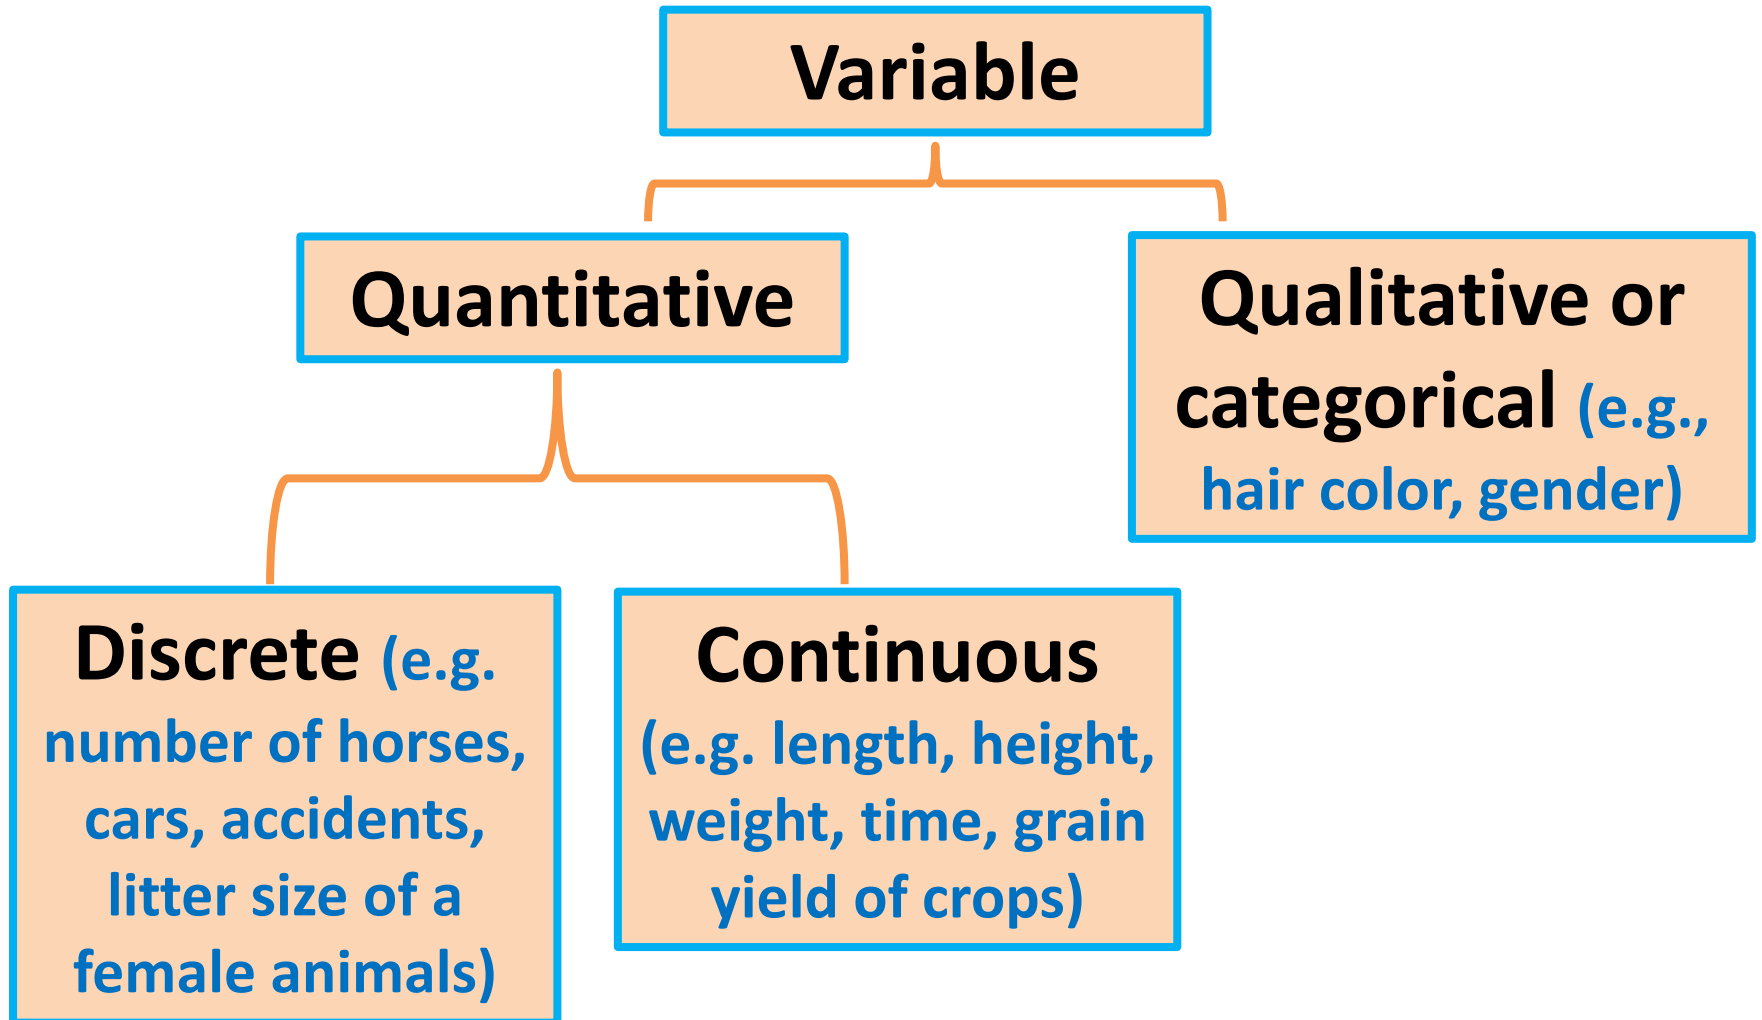 Variable
Quantitative
Qualitative or
categorical (e.g.,
hair color, gender)
Discrete (e.g.
number of horses,
cars, accidents,
litter size of a
female animals)
Continuous
(e.g. length, height,
weight, time, grain
yield of crops)